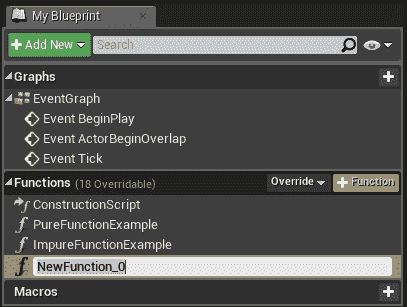 My Blueprint
Add New Search
Graphs
EventGraph
Event BeginPlay
Event ActorBeginOverlap
Event Tick
Functions (18 Overridable) Override + Function
ConstructionScript
PureFunctionExample
ImpureFunctionExample
NewFunction_0
Macros